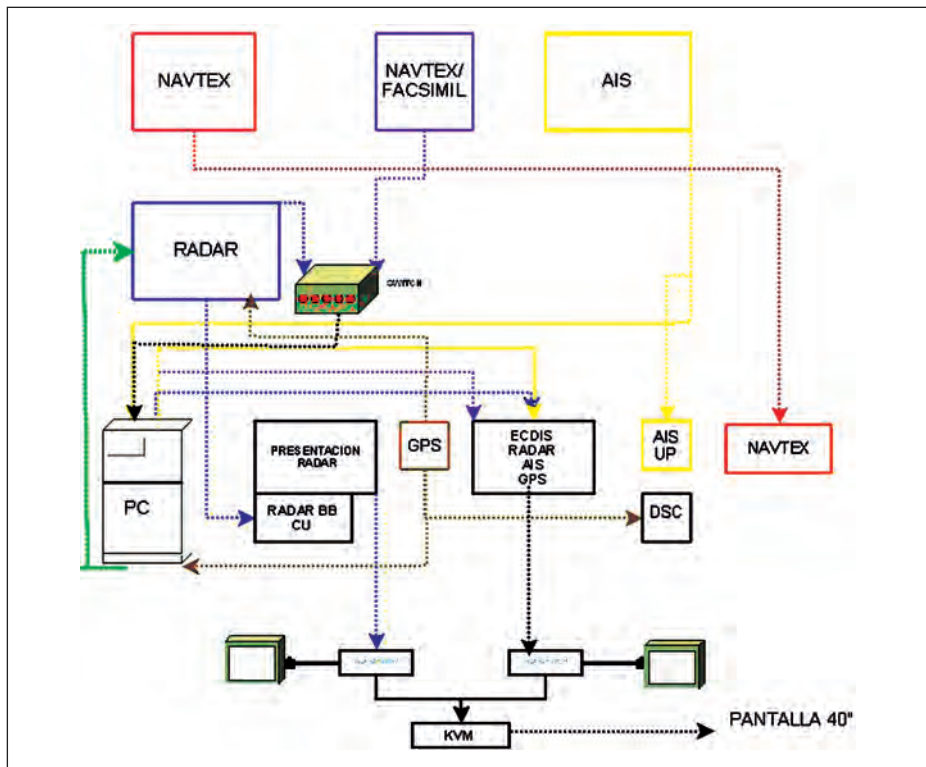 NAVTEX
NAVTEX/
FACSIMIL
AIS
RADAR
PC
PRESENTACION
RADAR
RADAR BB
CU
GPS
ECDIS
RADAR
AIS
GPS
AIS
UP
NAVTEX
DSC
KVM
PANTALLA 40"